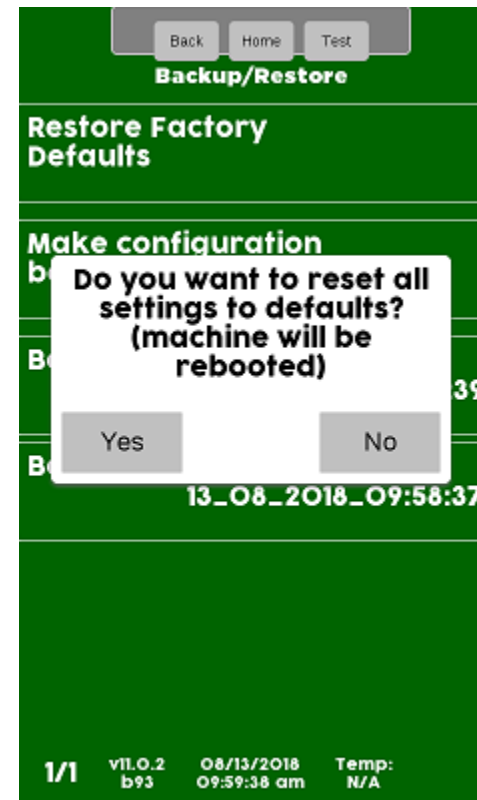 Back Home Test
Backup/Restore
Restore Factory
Defaults
Make configuration
Do you want to reset all
settings to defaults?
(machine will be
rebooted)
Yes No
13_08_2018_09:58:37
1/1 v11.0.2 08/13/2018 Temp:
b93 09:59:38 am N/A